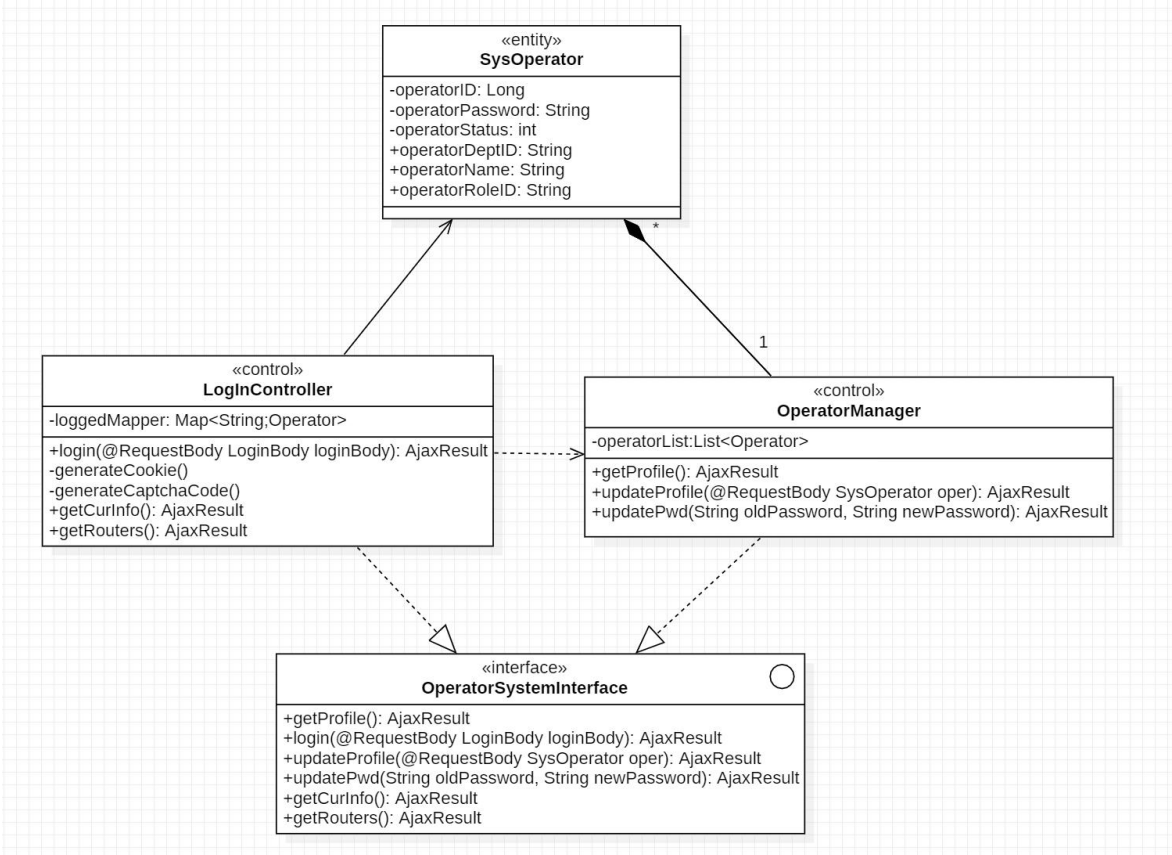 «entity»
SysOperator
-operatorID: Long
-operatorPassword: String
-operatorStatus: int
+operatorDeptID: String
+operatorName: String
+operatorRoleID: String
*
1
«control»
LogInController
-loggedMapper: Map<String;Operator>
+login(@RequestBody LoginBody loginBody): AjaxResult
-generateCookie()
-generateCaptchaCode()
+getCurInfo(): AjaxResult
+getRouters(): AjaxResult
«control»
OperatorManager
-operatorList:List<Operator>
+getProfile(): AjaxResult
+updateProfile(@RequestBody SysOperator oper): AjaxResult
+updatePwd(String oldPassword, String newPassword): AjaxResult
«interface»
OperatorSystemInterface
+getProfile(): AjaxResult
+login(@RequestBody LoginBody loginBody): AjaxResult
+updateProfile(@RequestBody SysOperator oper): AjaxResult
+updatePwd(String oldPassword, String newPassword): AjaxResult
+getCurInfo(): AjaxResult
+getRouters(): AjaxResult